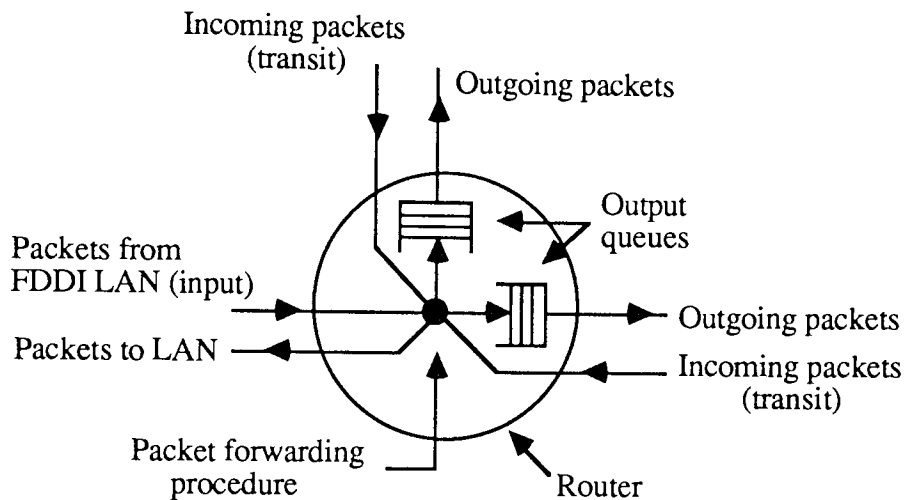 Incoming packets
(transit)
Outgoing packets
Output
queues
Packets from
FDDI LAN (input)
Outgoing packets
Packets to LAN
Incoming packets
(transit)
Packet forwarding
procedure
Router